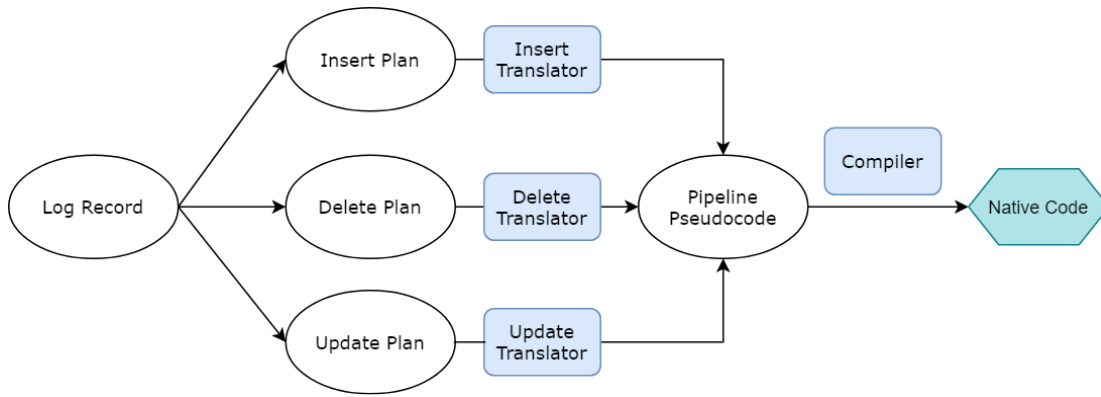 Insert Plan
Insert
Translator
Log Record
Delete Plan
Delete
Translator
Pipeline
Pseudocode
Compiler
Native Code
Update Plan
Update
Translator